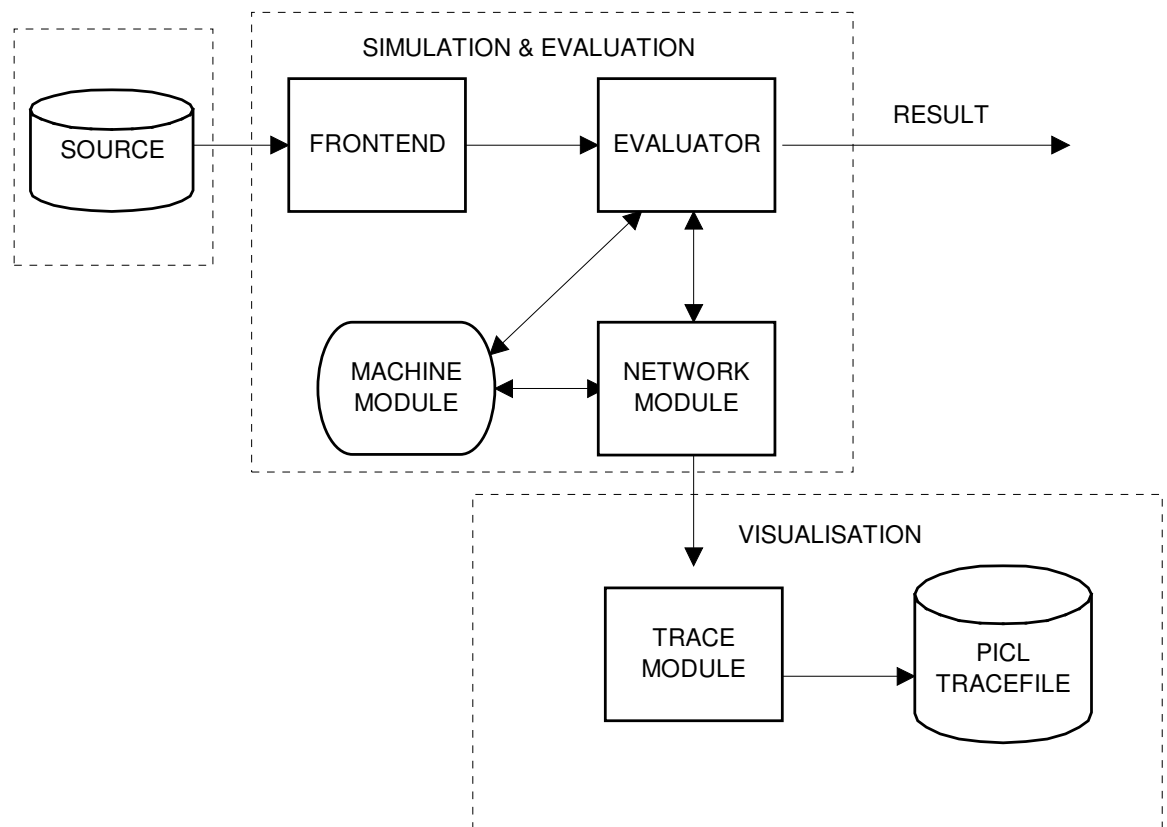 SIMULATION & EVALUATION
SOURCE
FRONTEND
EVALUATOR
RESULT
MACHINE
MODULE
NETWORK
MODULE
VISUALISATION
TRACE
MODULE
PICL
TRACEFILE